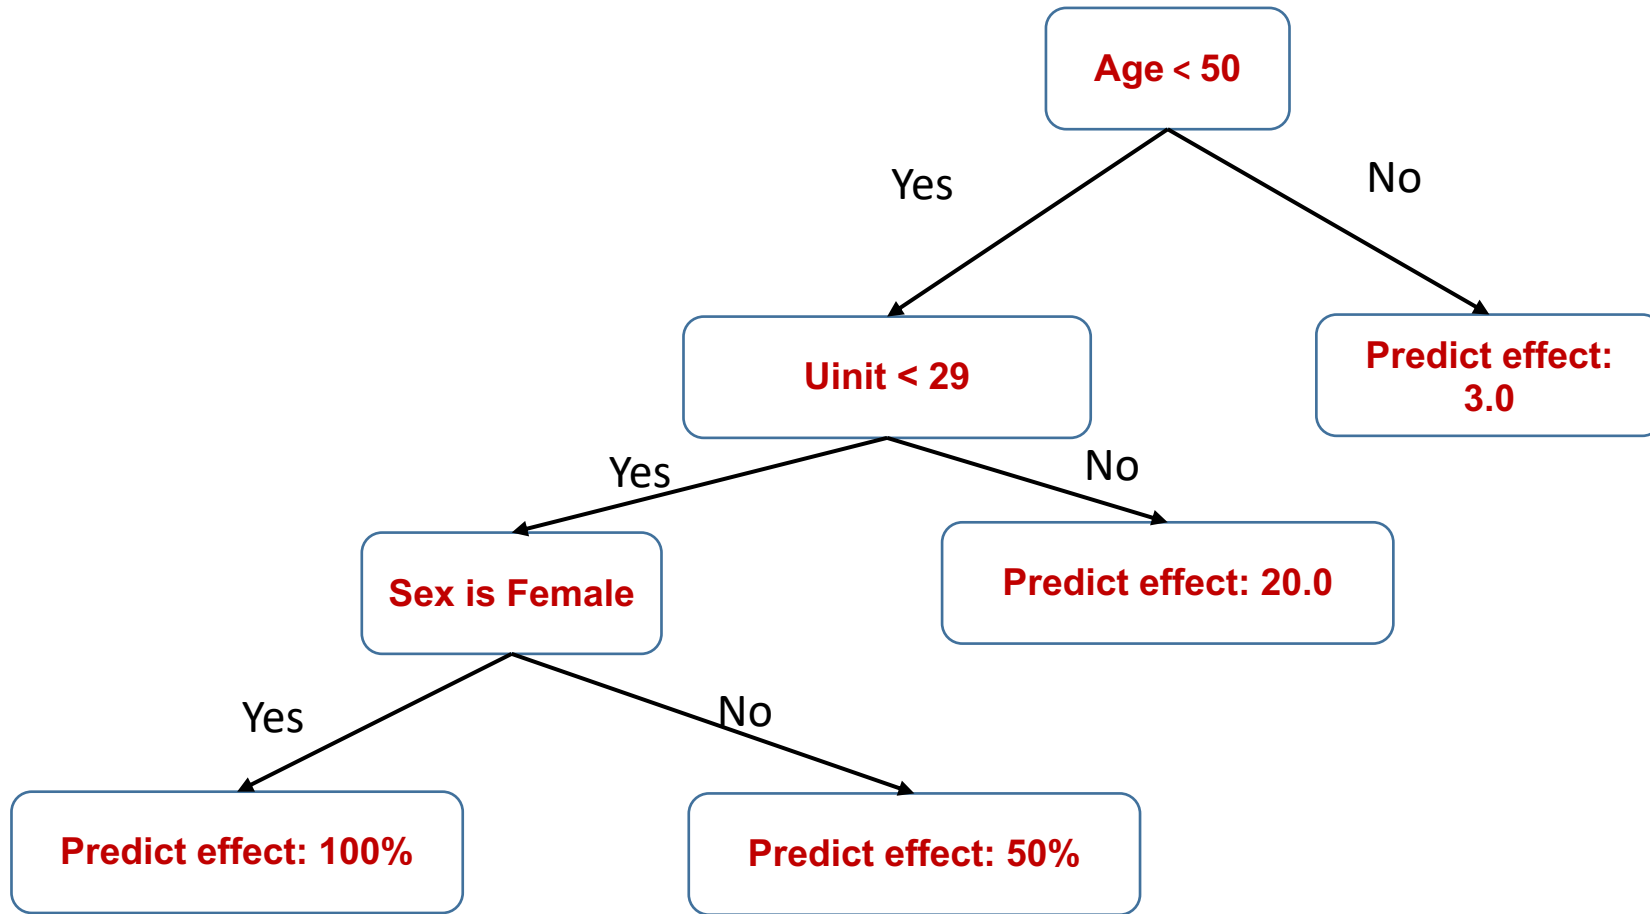 Age < 50
Yes
No
Uinit < 29
Predict effect:
3.0
Yes
No
Sex is Female
Predict effect: 20.0
Yes
No
Predict effect: 100%
Predict effect: 50%